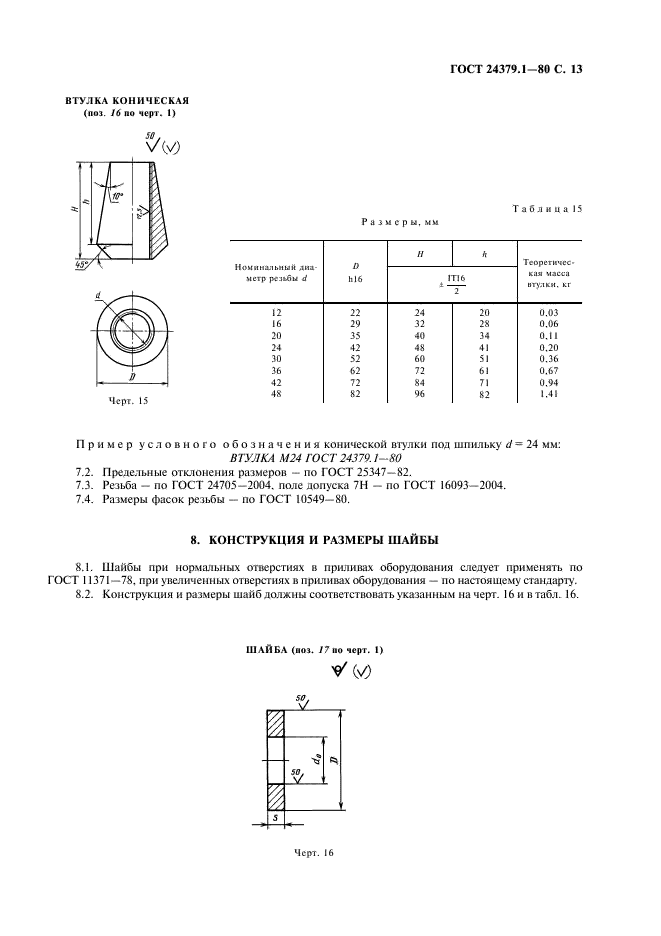 ГОСТ 24379.1—80 С. 13
ВТУЛКА КОНИЧЕСКАЯ
(поз. 16 по черт. 1)
50
H
h
10°
12,5
45°
d
D
Черт. 15
Таблица 15
Размеры, мм
Номинальный диаметр резьбы d
D h16
H
h
± IT16/2
Теоретическая масса втулки, кг
12 22 24 20 0,03
16 29 32 28 0,06
20 35 40 34 0,11
24 42 48 41 0,20
30 52 60 51 0,36
36 62 72 61 0,67
42 72 84 71 0,94
48 82 96 82 1,41
Пример условного обозначения конической втулки под шпильку d = 24 мм:
ВТУЛКА М24 ГОСТ 24379.1—80
7.2. Предельные отклонения размеров — по ГОСТ 25347—82.
7.3. Резьба — по ГОСТ 24705—2004, поле допуска 7Н — по ГОСТ 16093—2004.
7.4. Размеры фасок резьбы — по ГОСТ 10549—80.
8. КОНСТРУКЦИЯ И РАЗМЕРЫ ШАЙБЫ
8.1. Шайбы при нормальных отверстиях в приливах оборудования следует применять по
ГОСТ 11371—78, при увеличенных отверстиях в приливах оборудования — по настоящему стандарту.
8.2. Конструкция и размеры шайб должны соответствовать указанным на черт. 16 и в табл. 16.
ШАЙБА (поз. 17 по черт. 1)
50
50
d0
D
S
Черт. 16